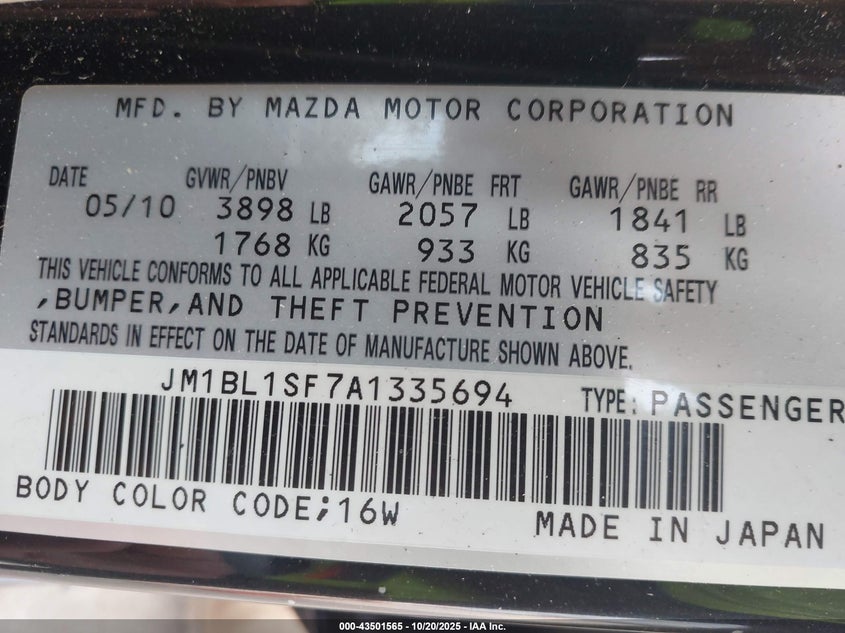 MFD. BY MAZDA MOTOR CORPORATION
DATE GVWR/PNBV GAWR/PNBE FRT GAWR/PNBE RR
05/10 3898 LB 2057 LB 1841 LB
1768 KG 933 KG 835 KG
THIS VEHICLE CONFORMS TO ALL APPLICABLE FEDERAL MOTOR VEHICLE SAFETY
,BUMPER,AND THEFT PREVENTION
STANDARDS IN EFFECT ON THE DATE OF MANUFACTURE SHOWN ABOVE.
JM1BL1SF7A1335694 TYPE: PASSENGER
BODY COLOR CODE;16W MADE IN JAPAN
000-43501565 - 10/20/2025 - IAA Inc.